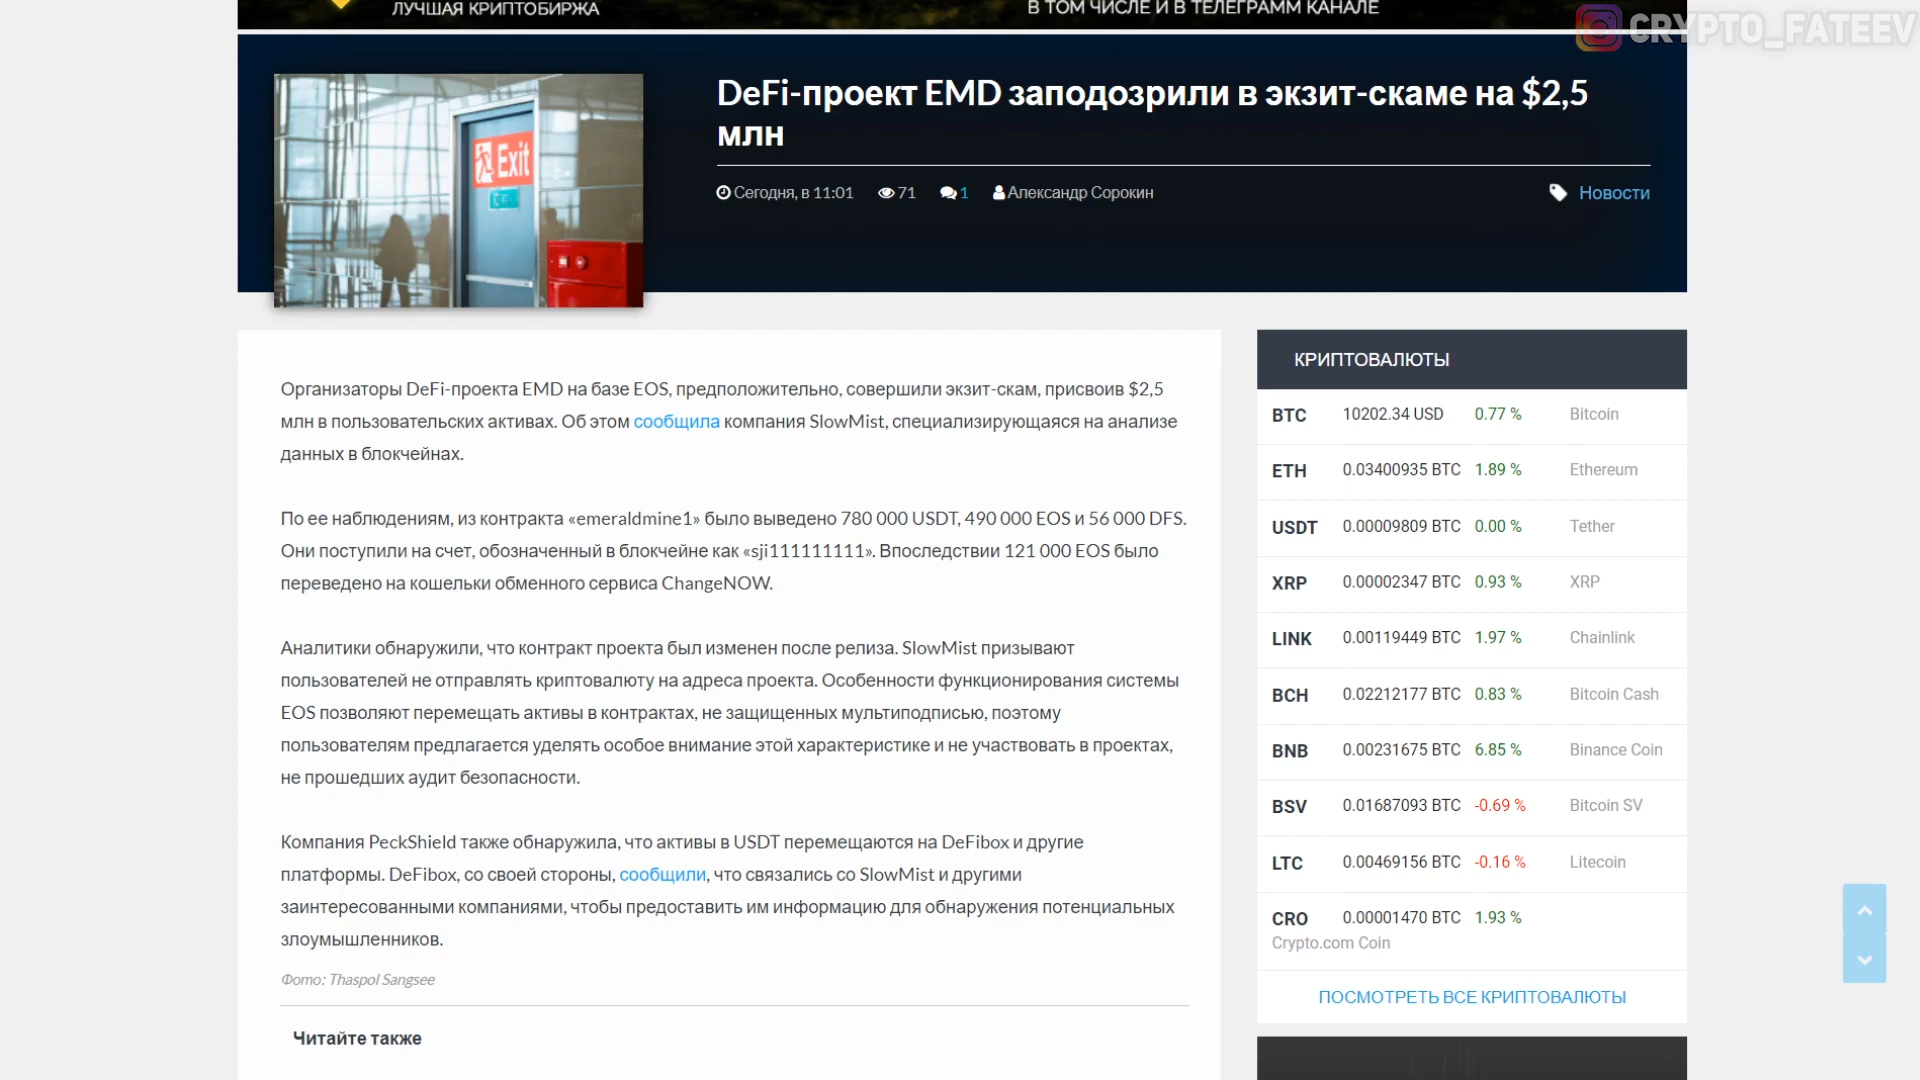 ЛУЧШАЯ КРИПТОБИРЖА
В ТОМ ЧИСЛЕ И В ТЕЛЕГРАММ КАНАЛЕ
CRYPTO_FATEEV
Exit
DeFi-проект EMD заподозрили в экзит-скаме на $2,5
млн
Сегодня, в 11:01 71 1 Александр Сорокин
Новости
Организаторы DeFi-проекта EMD на базе EOS, предположительно, совершили экзит-скам, присвоив $2,5
млн в пользовательских активах. Об этом сообщила компания SlowMist, специализирующаяся на анализе
данных в блокчейнах.
По ее наблюдениям, из контракта «emeraldmine1» было выведено 780 000 USDT, 490 000 EOS и 56 000 DFS.
Они поступили на счет, обозначенный в блокчейне как «sji111111111». Впоследствии 121 000 EOS было
переведено на кошельки обменного сервиса ChangeNOW.
Аналитики обнаружили, что контракт проекта был изменен после релиза. SlowMist призывают
пользователей не отправлять криптовалюту на адреса проекта. Особенности функционирования системы
EOS позволяют перемещать активы в контрактах, не защищенных мультиподписью, поэтому
пользователям предлагается уделять особое внимание этой характеристике и не участвовать в проектах,
не прошедших аудит безопасности.
Компания PeckShield также обнаружила, что активы в USDT перемещаются на DeFibox и другие
платформы. DeFibox, со своей стороны, сообщили, что связались со SlowMist и другими
заинтересованными компаниями, чтобы предоставить им информацию для обнаружения потенциальных
злоумышленников.
Фото: Thaspol Sangsee
Читайте также
КРИПТОВАЛЮТЫ
BTC 10202.34 USD 0.77 % Bitcoin
ETH 0.03400935 BTC 1.89 % Ethereum
USDT 0.00009809 BTC 0.00 % Tether
XRP 0.00002347 BTC 0.93 % XRP
LINK 0.00119449 BTC 1.97 % Chainlink
BCH 0.02212177 BTC 0.83 % Bitcoin Cash
BNB 0.00231675 BTC 6.85 % Binance Coin
BSV 0.01687093 BTC -0.69 % Bitcoin SV
LTC 0.00469156 BTC -0.16 % Litecoin
CRO 0.00001470 BTC 1.93 %
Crypto.com Coin
ПОСМОТРЕТЬ ВСЕ КРИПТОВАЛЮТЫ